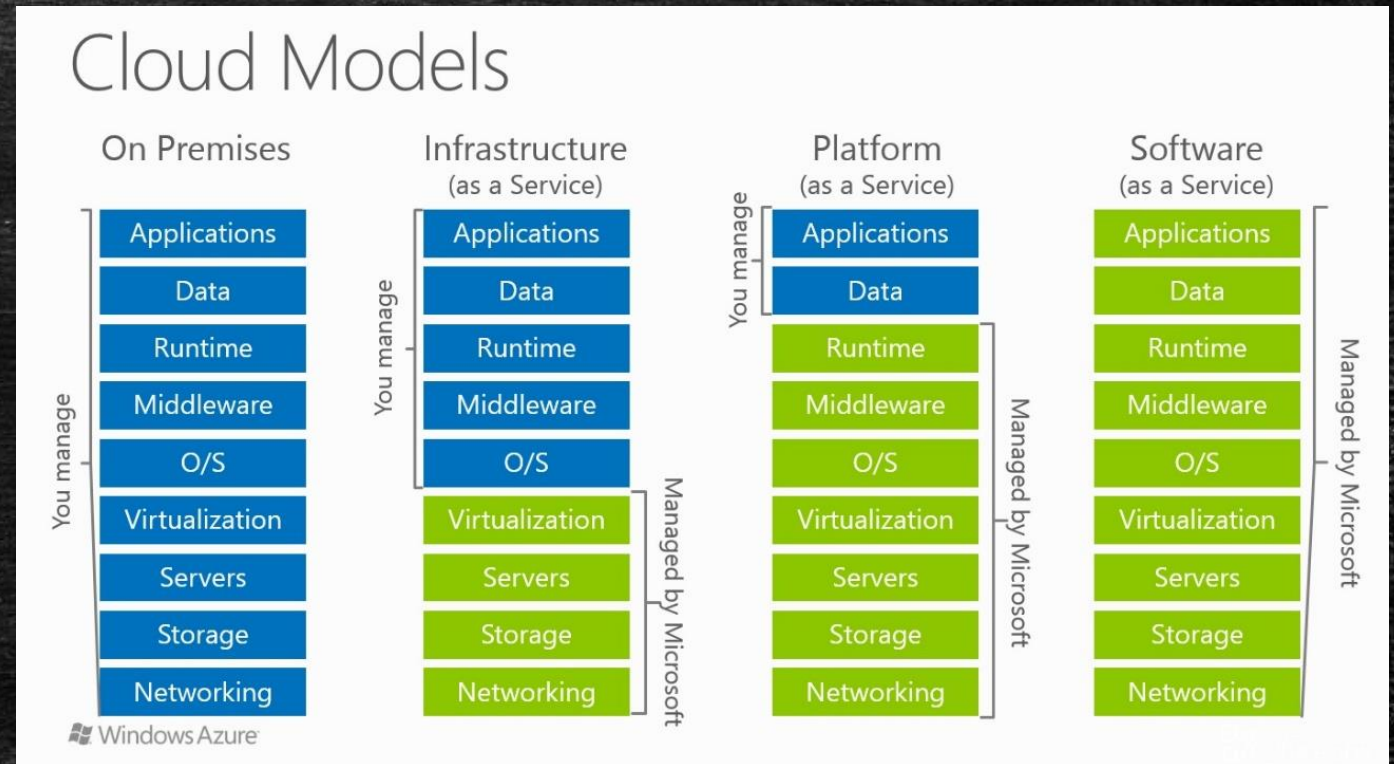 Cloud Models
On Premises
You manage
Applications
Data
Runtime
Middleware
O/S
Virtualization
Servers
Storage
Networking
Infrastructure
(as a Service)
You manage
Applications
Data
Runtime
Middleware
O/S
Virtualization
Servers
Storage
Networking
Managed by Microsoft
Platform
(as a Service)
You manage
Applications
Data
Runtime
Middleware
O/S
Virtualization
Servers
Storage
Networking
Managed by Microsoft
Software
(as a Service)
Applications
Data
Runtime
Middleware
O/S
Virtualization
Servers
Storage
Networking
Managed by Microsoft
Windows Azure